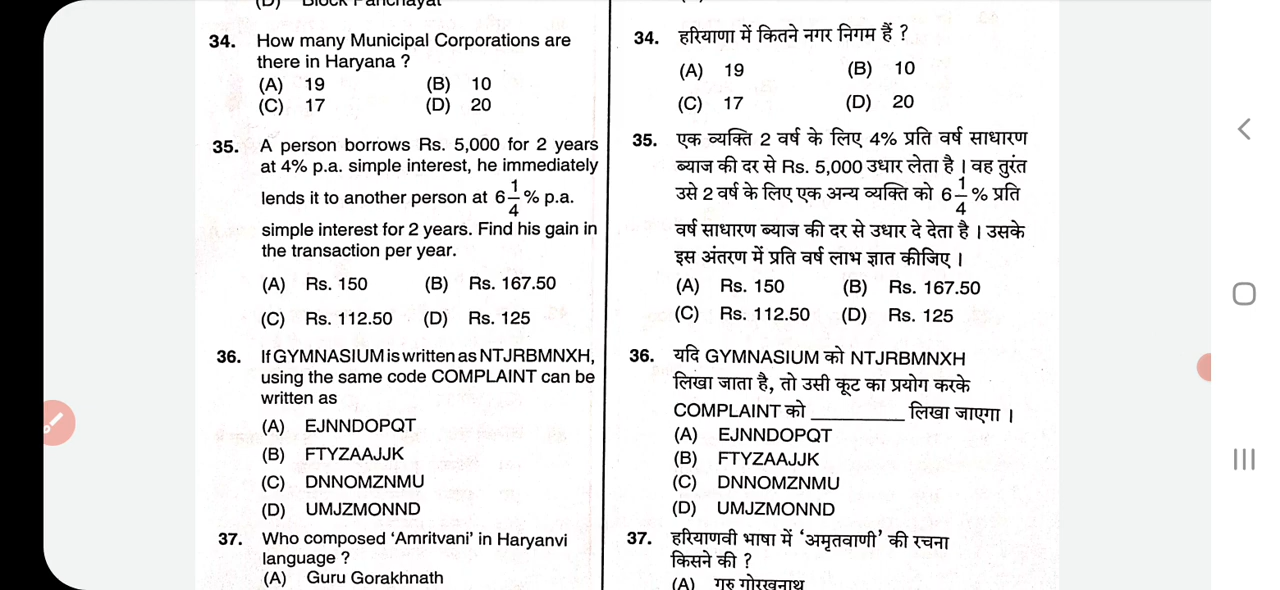 (D) Block Panchayat
34. How many Municipal Corporations are
there in Haryana ?
(A) 19 (B) 10
(C) 17 (D) 20
35. A person borrows Rs. 5,000 for 2 years
at 4% p.a. simple interest, he immediately
lends it to another person at 6 1/4 % p.a.
simple interest for 2 years. Find his gain in
the transaction per year.
(A) Rs. 150 (B) Rs. 167.50
(C) Rs. 112.50 (D) Rs. 125
36. If GYMNASIUM is written as NTJRBMNXH,
using the same code COMPLAINT can be
written as
(A) EJNNDOPQT
(B) FTYZAAJJK
(C) DNNOMZNMU
(D) UMJZMONND
37. Who composed ‘Amritvani’ in Haryanvi
language ?
(A) Guru Gorakhnath
34. हरियाणा में कितने नगर निगम हैं ?
(A) 19 (B) 10
(C) 17 (D) 20
35. एक व्यक्ति 2 वर्ष के लिए 4% प्रति वर्ष साधारण
ब्याज की दर से Rs. 5,000 उधार लेता है । वह तुरंत
उसे 2 वर्ष के लिए एक अन्य व्यक्ति को 6 1/4 % प्रति
वर्ष साधारण ब्याज की दर से उधार दे देता है । उसके
इस अंतरण में प्रति वर्ष लाभ ज्ञात कीजिए ।
(A) Rs. 150 (B) Rs. 167.50
(C) Rs. 112.50 (D) Rs. 125
36. यदि GYMNASIUM को NTJRBMNXH
लिखा जाता है, तो उसी कूट का प्रयोग करके
COMPLAINT को ________ लिखा जाएगा ।
(A) EJNNDOPQT
(B) FTYZAAJJK
(C) DNNOMZNMU
(D) UMJZMONND
37. हरियाणवी भाषा में ‘अमृतवाणी’ की रचना
किसने की ?
(A) गुरु गोरखनाथ